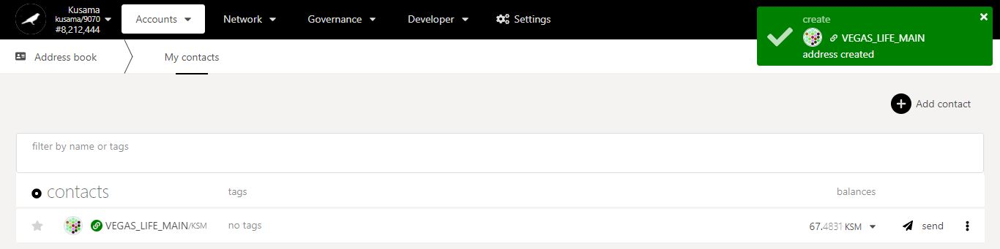 Kusama
kusama/9070
#8,212,444
Accounts
Network
Governance
Developer
Settings
create
VEGAS_LIFE_MAIN
address created
Address book
My contacts
Add contact
filter by name or tags
contacts tags balances
VEGAS_LIFE_MAIN/KSM no tags 67.4831 KSM send